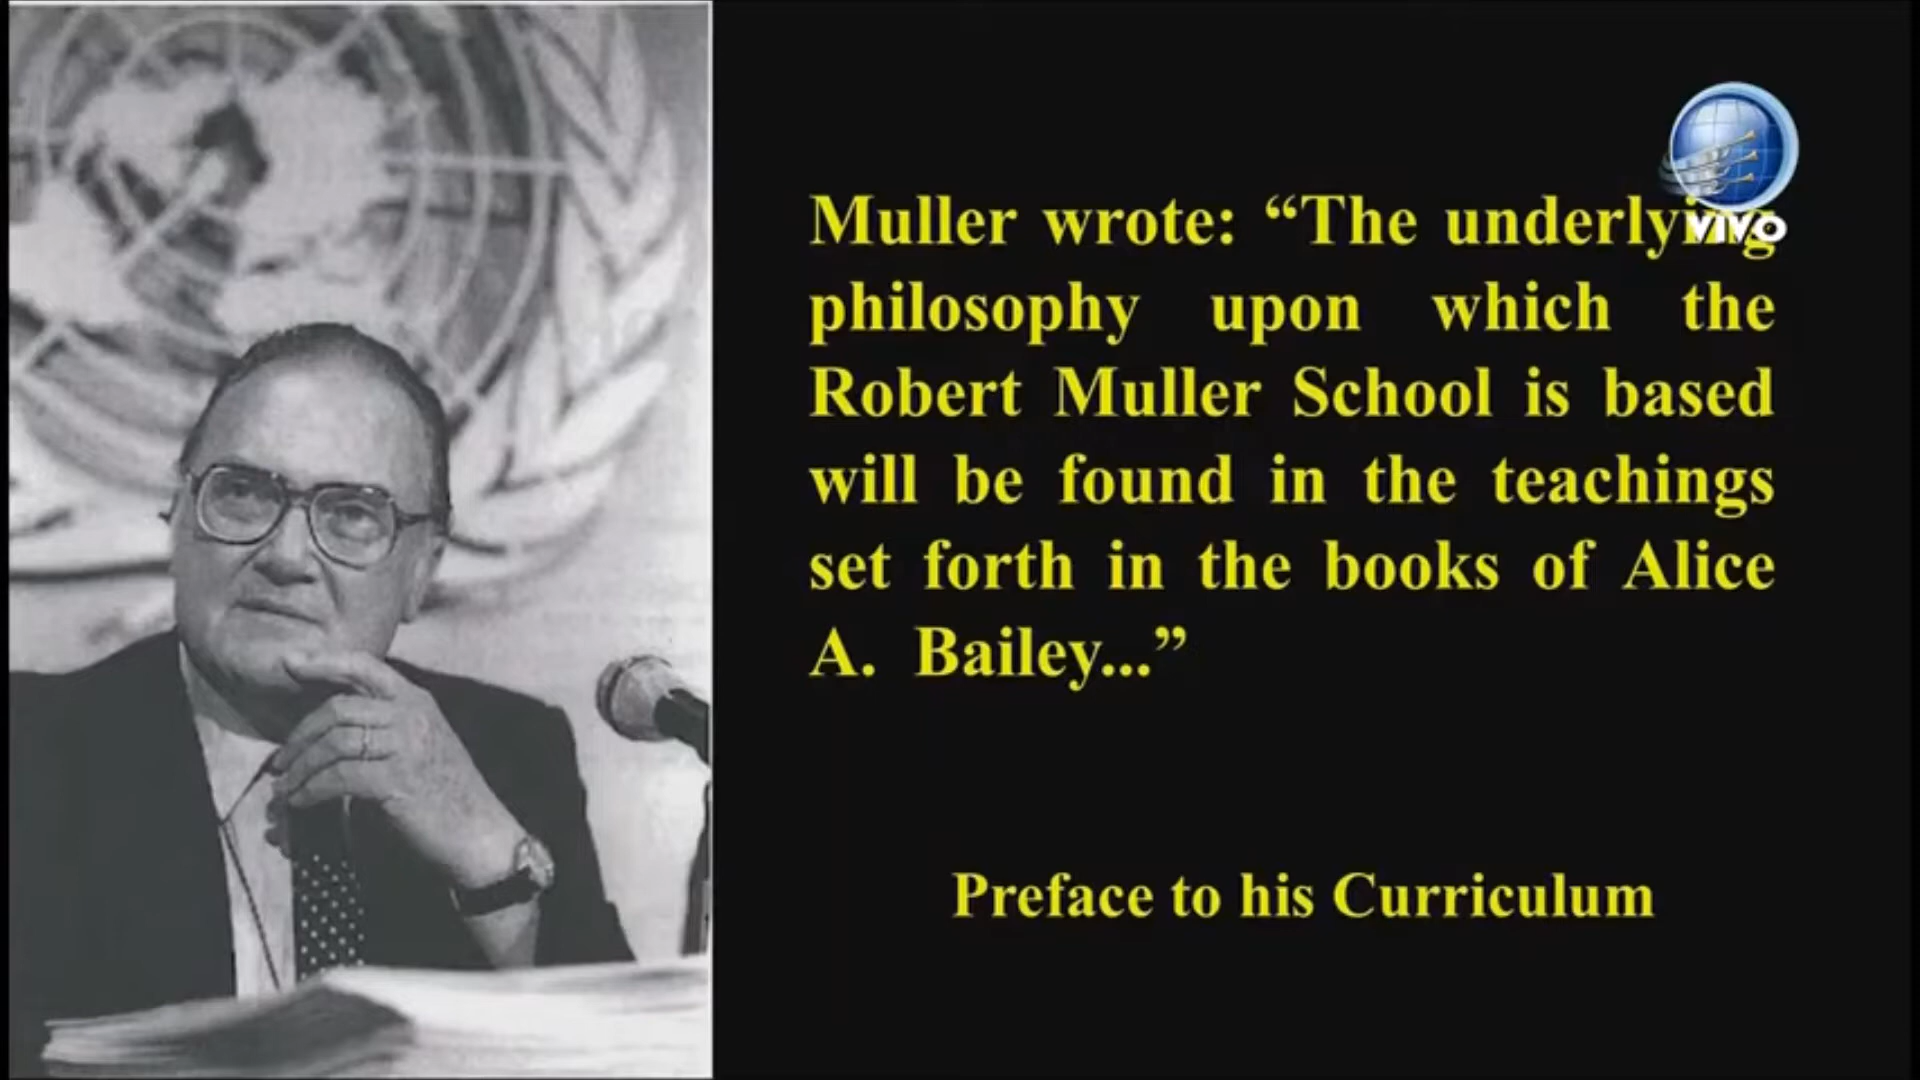 Muller wrote: “The underlying
philosophy upon which the
Robert Muller School is based
will be found in the teachings
set forth in the books of Alice
A. Bailey...”
Preface to his Curriculum
VIVO